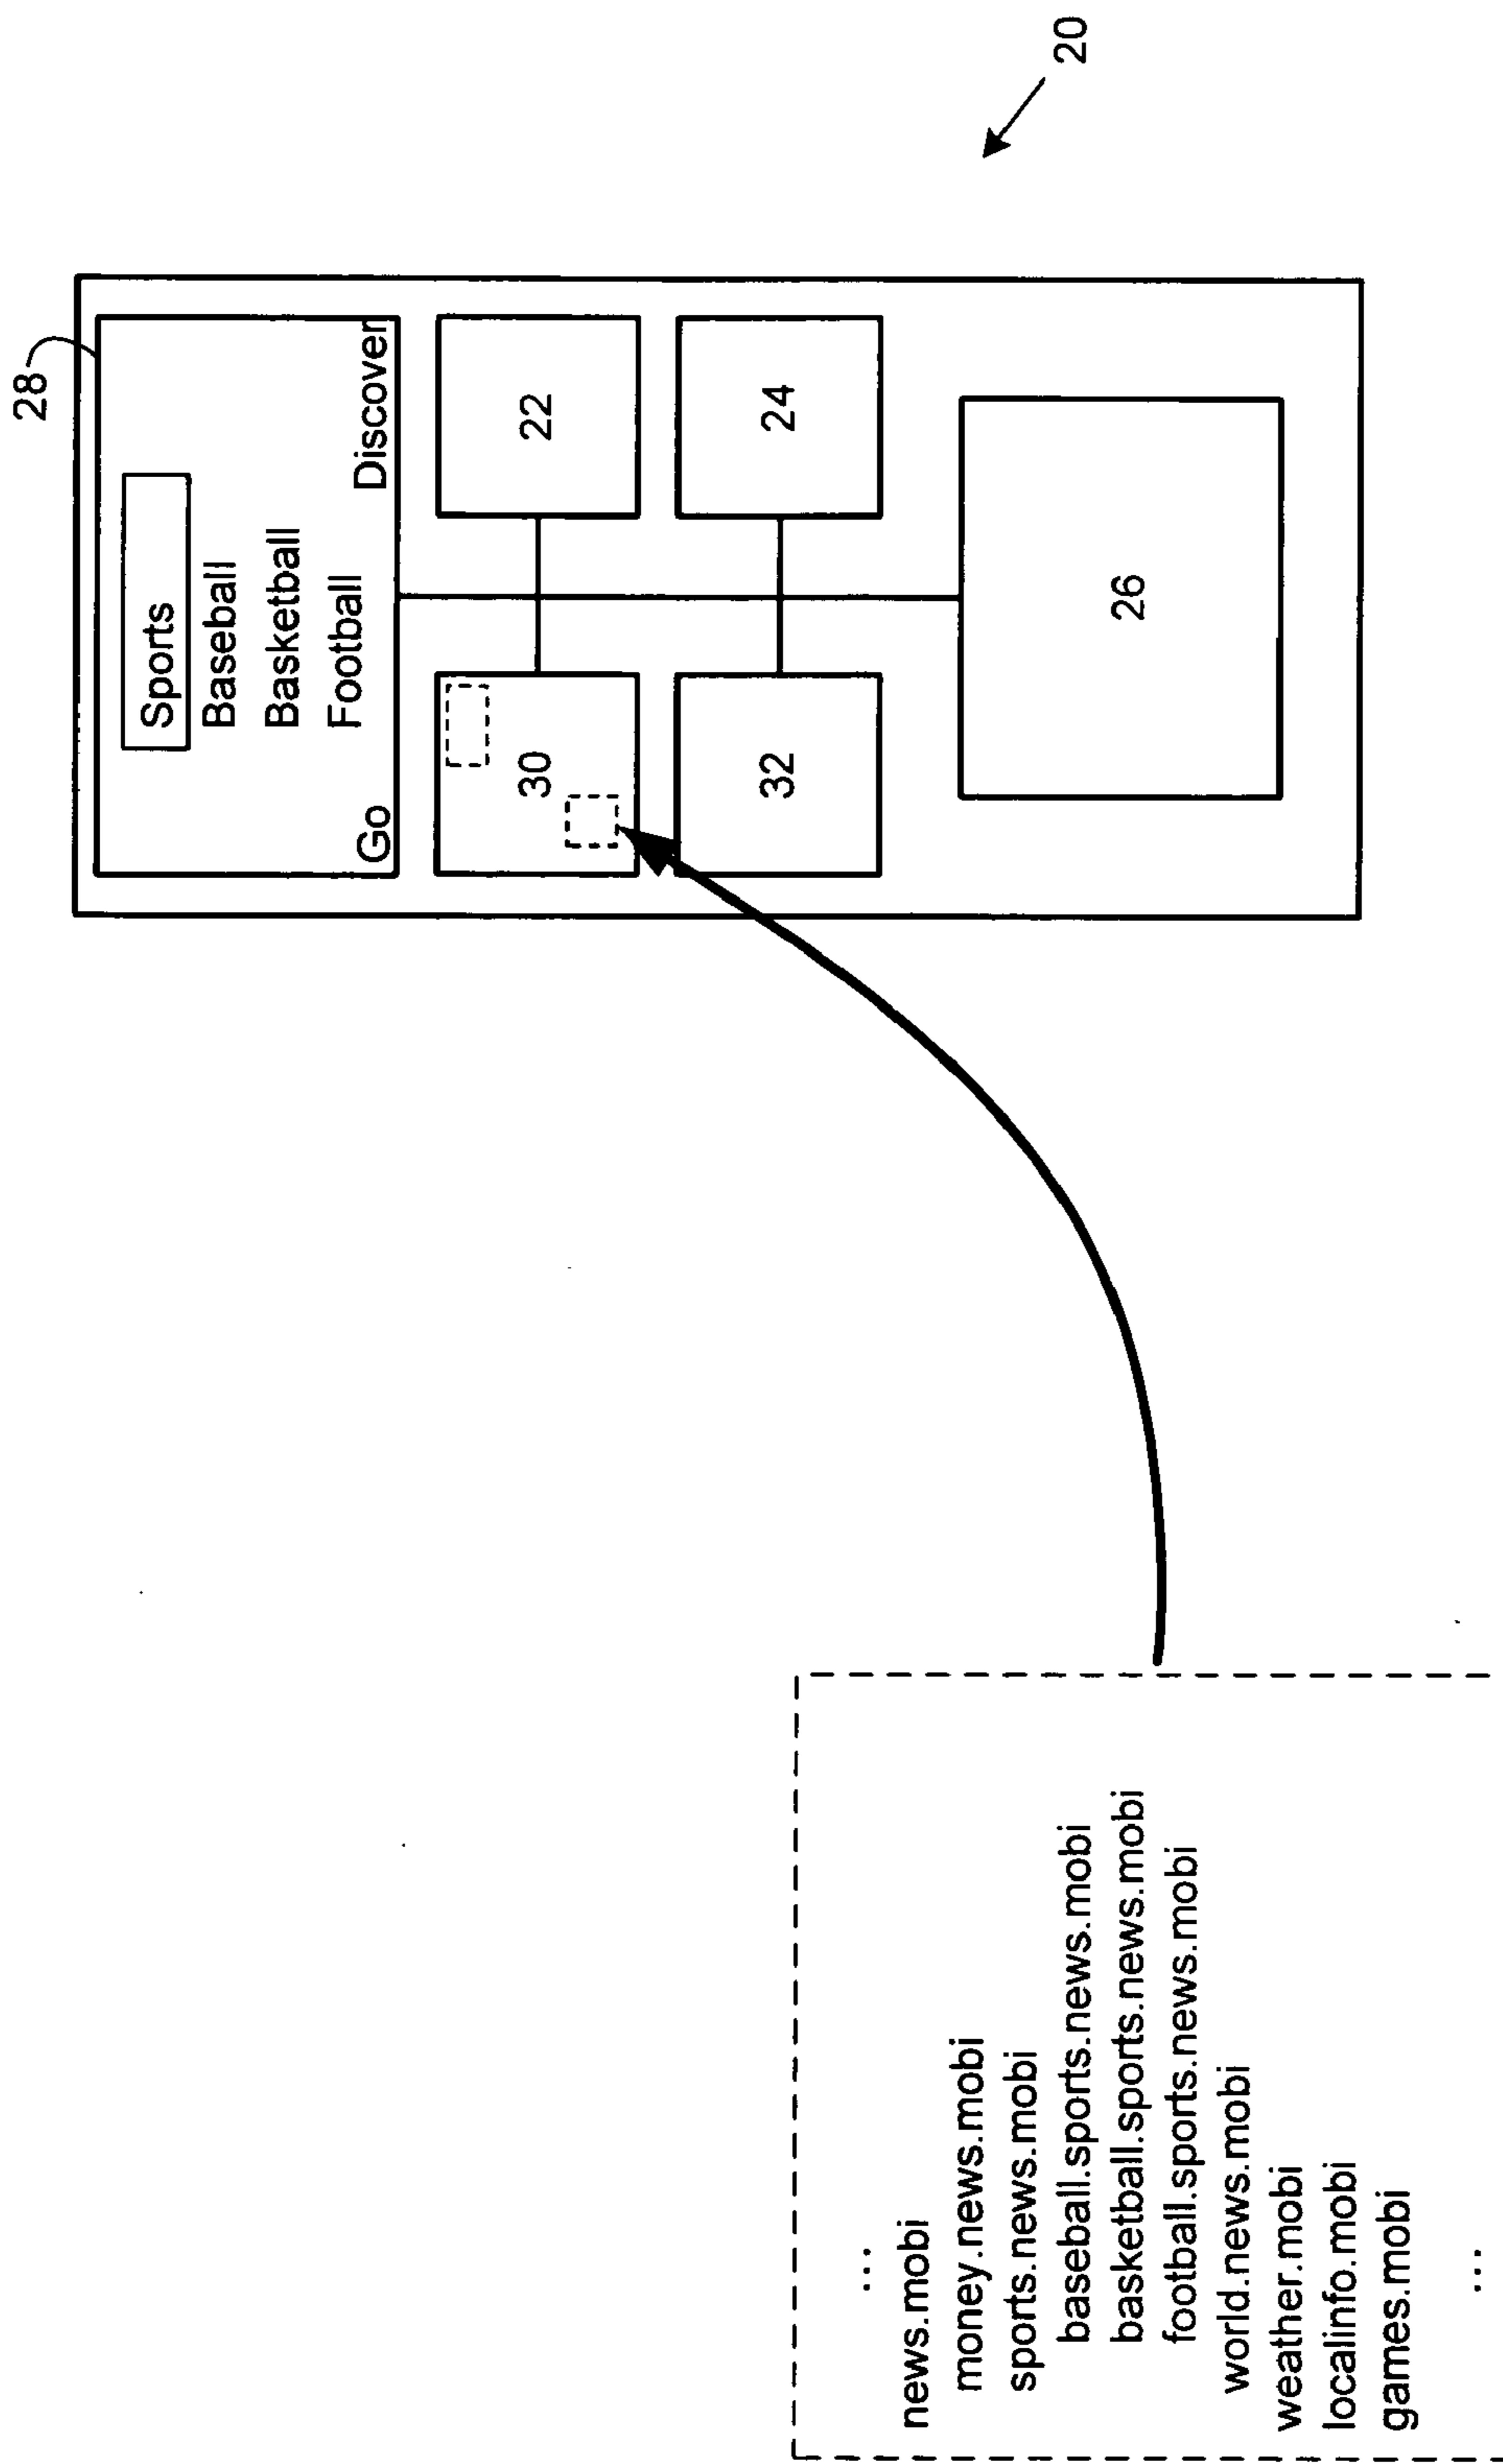 28
Sports
Baseball
Basketball
Football
Go
Discover
30
22
32
24
26
20
...
news.mobi
money.news.mobi
sports.news.mobi
baseball.sports.news.mobi
basketball.sports.news.mobi
football.sports.news.mobi
world.news.mobi
weather.mobi
localinfo.mobi
games.mobi
...